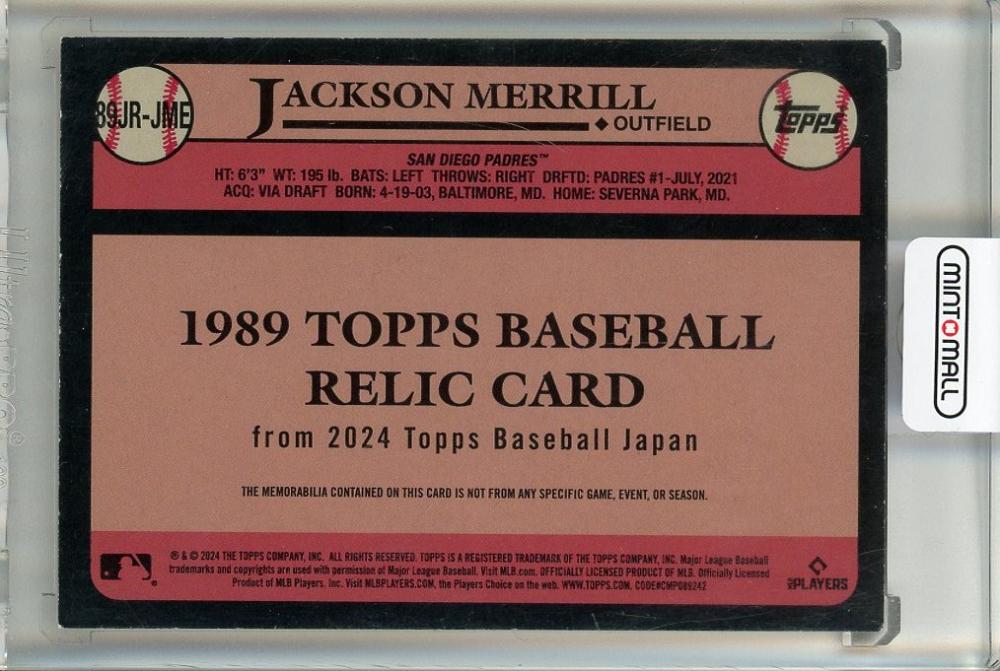 89JR-JME
JACKSON MERRILL
◆ OUTFIELD
Topps
SAN DIEGO PADRES™
HT: 6'3" WT: 195 lb. BATS: LEFT THROWS: RIGHT DRFTD: PADRES #1-JULY, 2021
ACQ: VIA DRAFT BORN: 4-19-03, BALTIMORE, MD. HOME: SEVERNA PARK, MD.
1989 TOPPS BASEBALL
RELIC CARD
from 2024 Topps Baseball Japan
THE MEMORABILIA CONTAINED ON THIS CARD IS NOT FROM ANY SPECIFIC GAME, EVENT, OR SEASON.
® & © 2024 THE TOPPS COMPANY, INC. ALL RIGHTS RESERVED. TOPPS IS A REGISTERED TRADEMARK OF THE TOPPS COMPANY, INC. Major League Baseball
trademarks and copyrights are used with permission of Major League Baseball. Visit MLB.com. OFFICIALLY LICENSED PRODUCT OF MLB. Officially Licensed
Product of MLB Players, Inc. Visit MLBPLAYERS.COM, the Players Choice on the web. WWW.TOPPS.COM. CODE#CMP089242
PLAYERS
MINT MALL